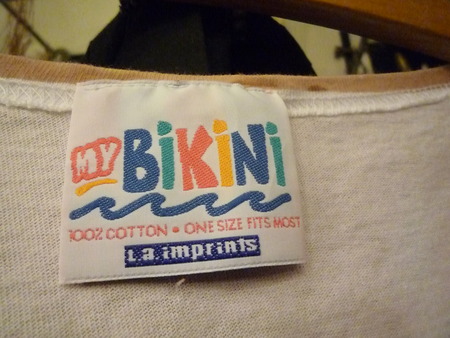 MY BiKiNi
100% COTTON • ONE SIZE FITS MOST
L.A. imprints